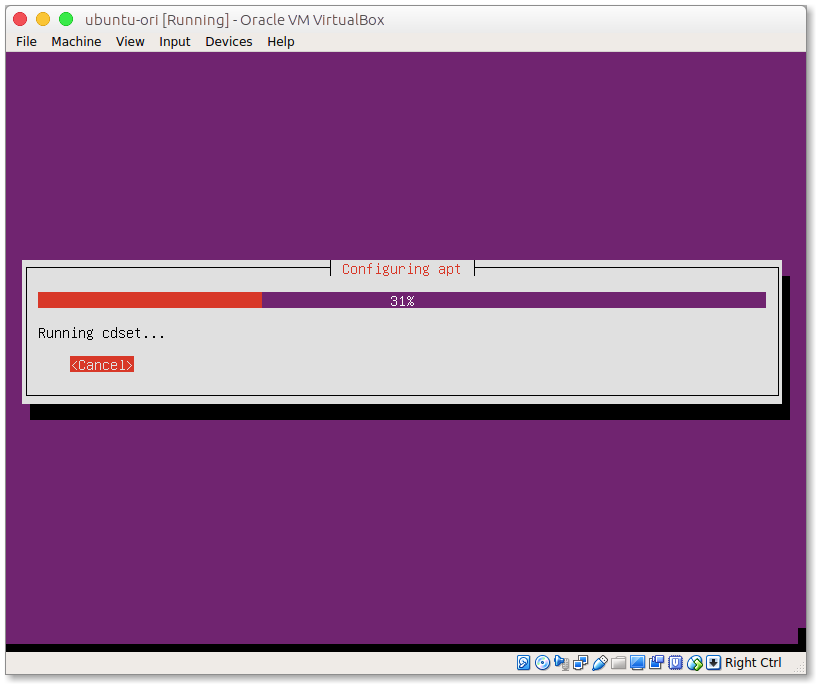 ubuntu-ori [Running] - Oracle VM VirtualBox
File Machine View Input Devices Help
Configuring apt
31%
Running cdset...
<Cancel>
Right Ctrl